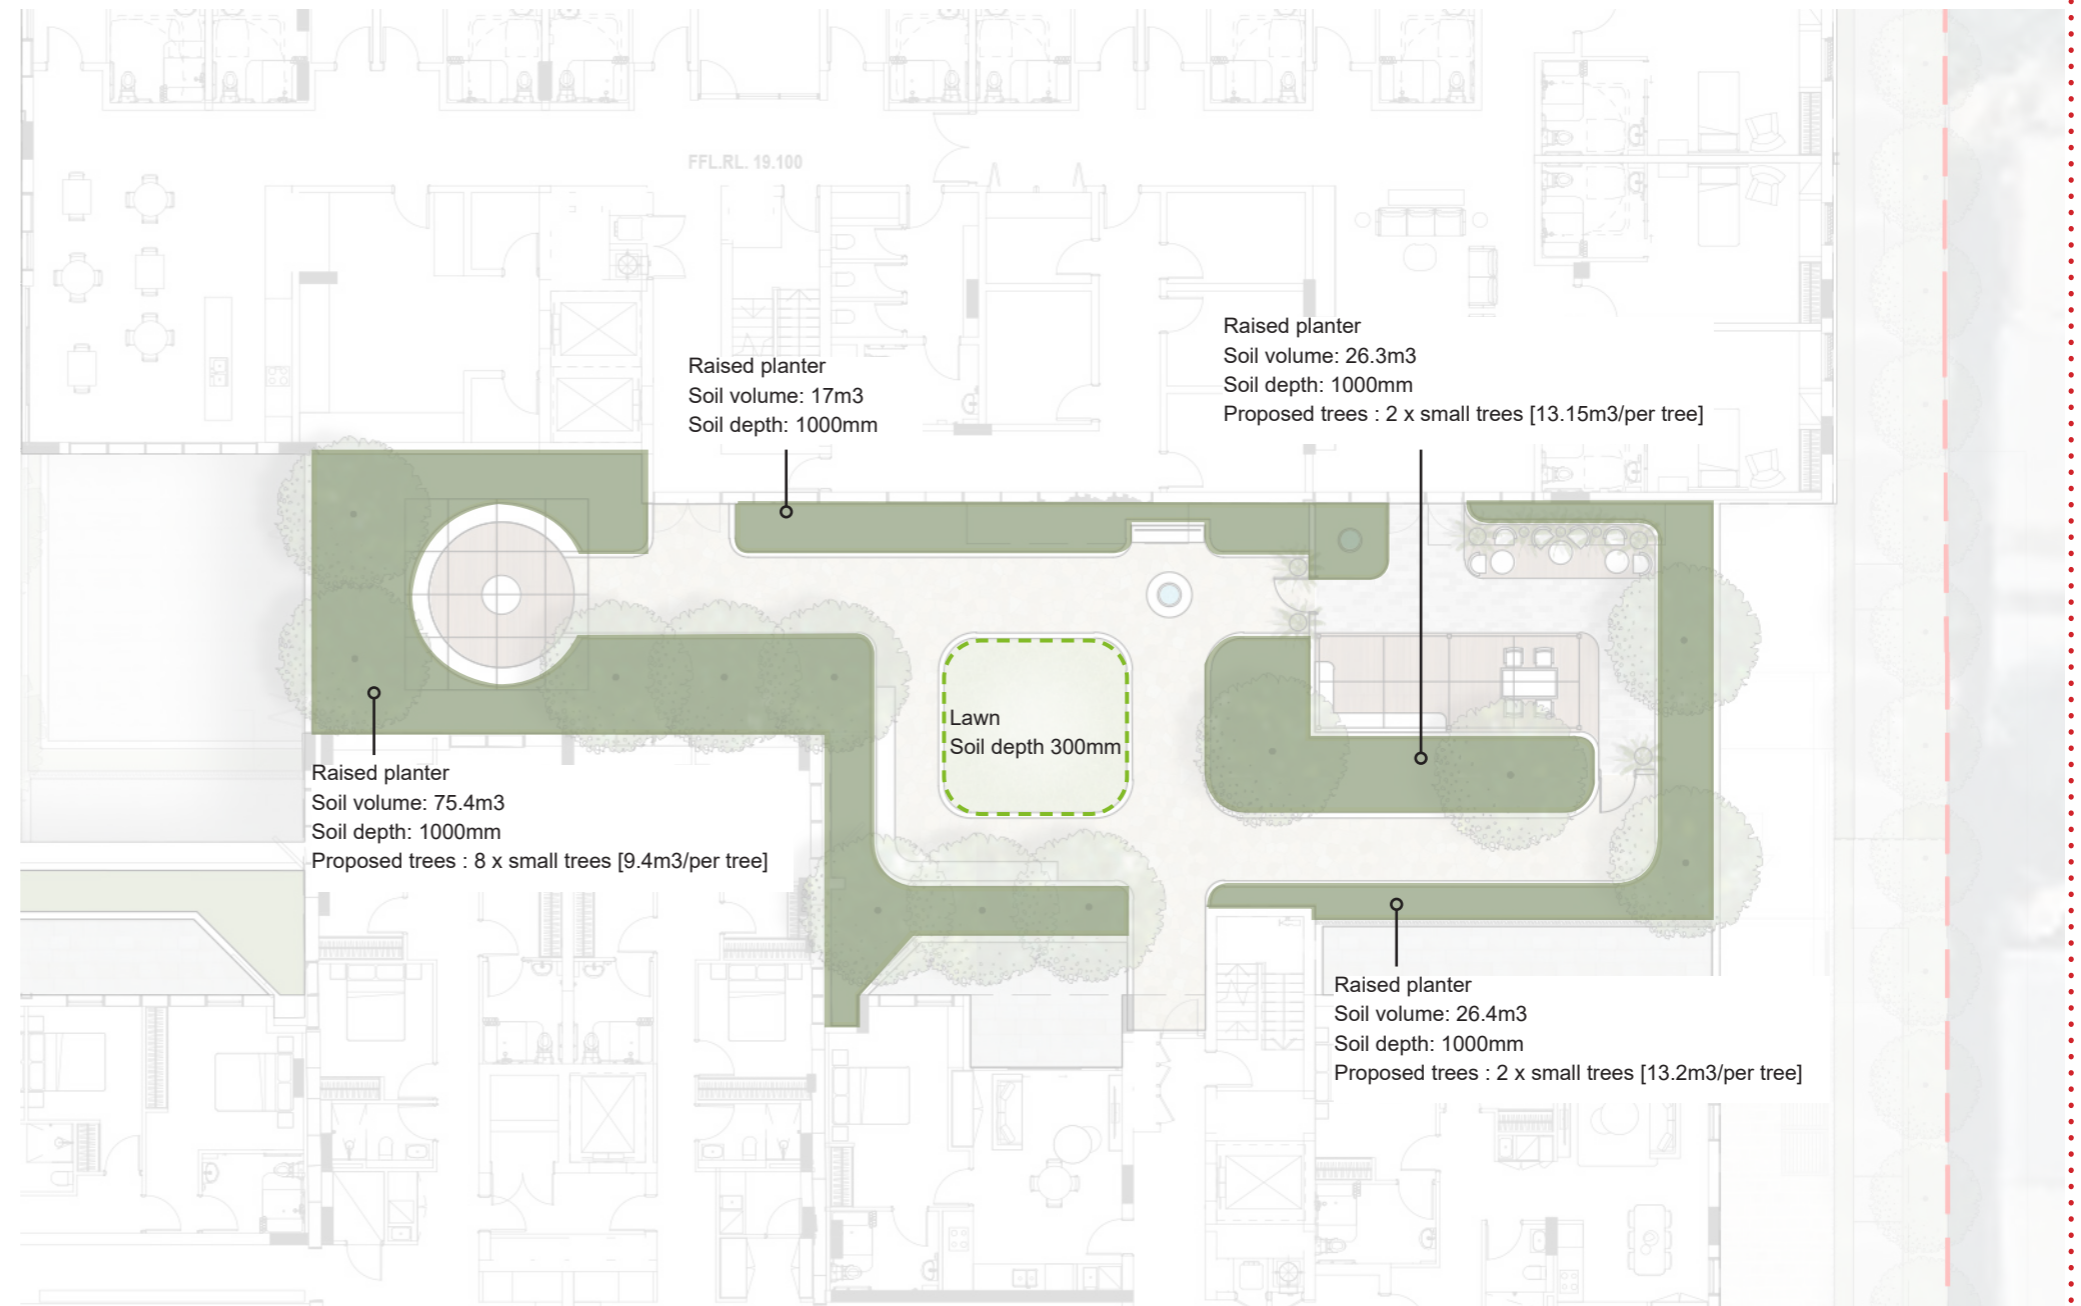 FFL.RL. 19.100
Raised planter
Soil volume: 26.3m3
Soil depth: 1000mm
Proposed trees : 2 x small trees [13.15m3/per tree]
Raised planter
Soil volume: 17m3
Soil depth: 1000mm
Lawn
Soil depth 300mm
Raised planter
Soil volume: 75.4m3
Soil depth: 1000mm
Proposed trees : 8 x small trees [9.4m3/per tree]
Raised planter
Soil volume: 26.4m3
Soil depth: 1000mm
Proposed trees : 2 x small trees [13.2m3/per tree]